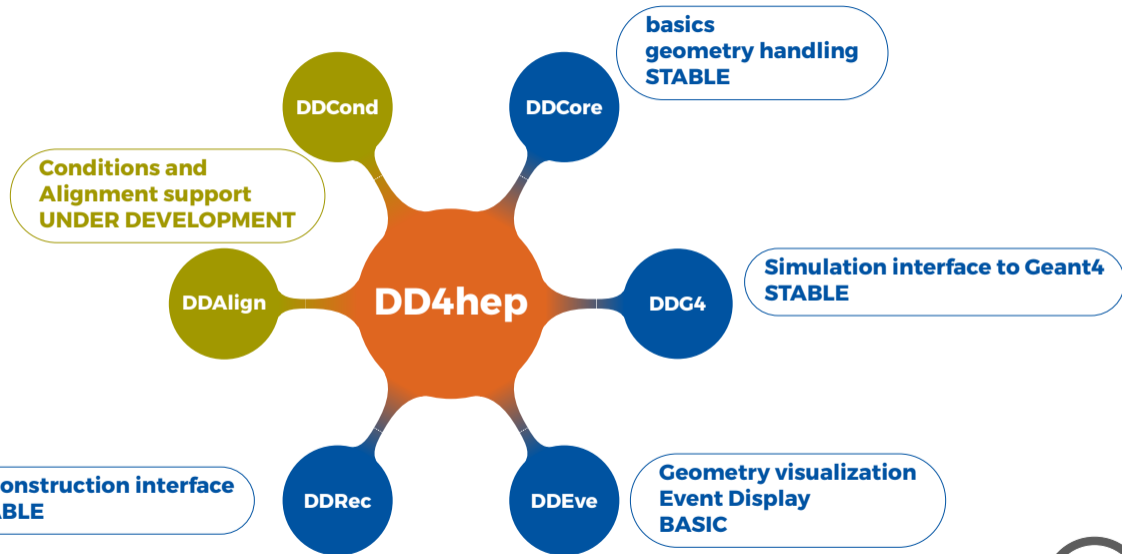 basics
geometry handling
STABLE
DDCond
DDCore
Conditions and
Alignment support
UNDER DEVELOPMENT
DDAlign
DD4hep
DDG4
Simulation interface to Geant4
STABLE
onstruction interface
ABLE
DDRec
DDEve
Geometry visualization
Event Display
BASIC